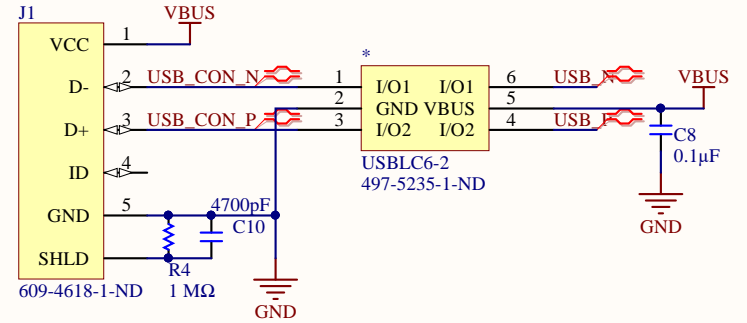 J1
VBUS
VCC 1
D- 2 USB_CON_N
D+ 3 USB_CON_P
ID 4
GND 5
SHLD
609-4618-1-ND
4700pF
C10
R4
1 MΩ
GND
*
1 I/O1 I/O1 6 USB_N
2 GND VBUS 5
3 I/O2 I/O2 4
USBLC6-2
497-5235-1-ND
VBUS
C8
0.1µF
GND